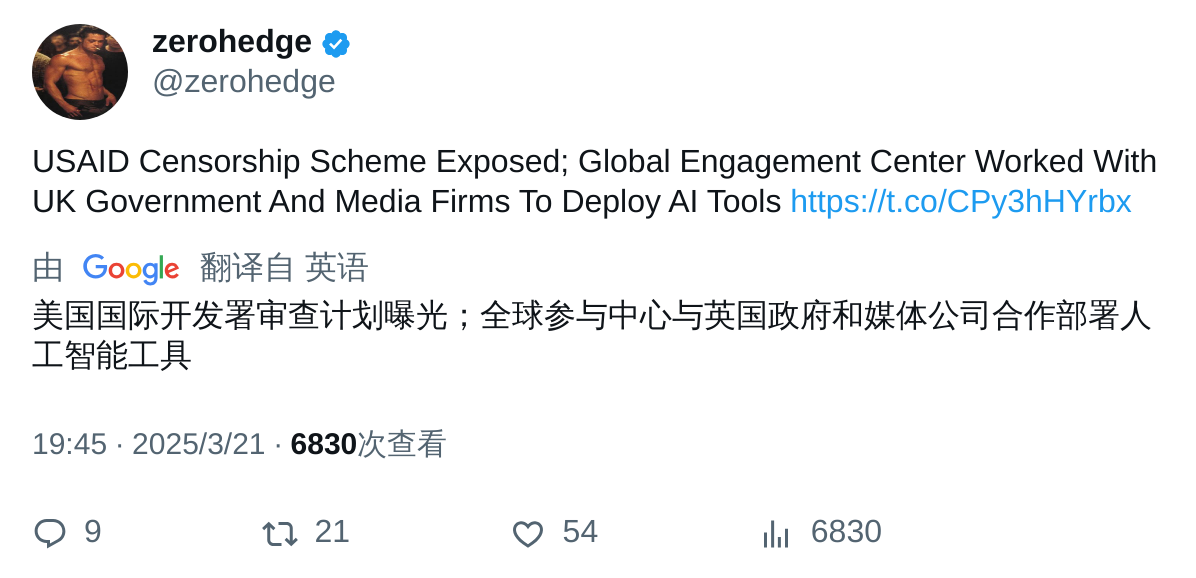 zerohedge
@zerohedge
USAID Censorship Scheme Exposed; Global Engagement Center Worked With
UK Government And Media Firms To Deploy AI Tools https://t.co/CPy3hHYrbx
由 Google 翻译自 英语
美国国际开发署审查计划曝光；全球参与中心与英国政府和媒体公司合作部署人
工智能工具
19:45 · 2025/3/21 · 6830次查看
9 21 54 6830